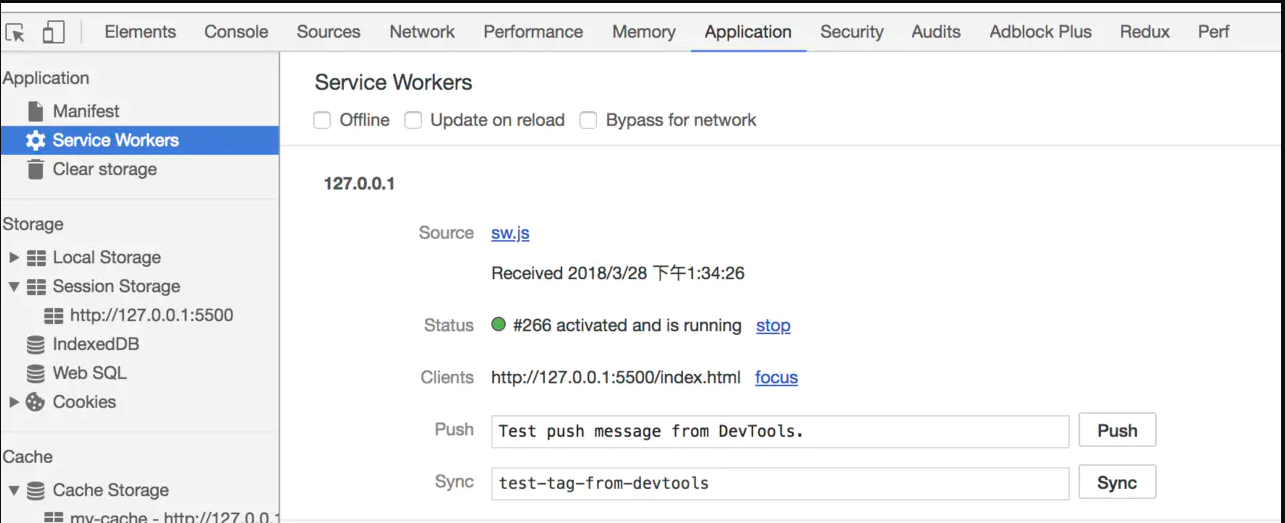 Elements Console Sources Network Performance Memory Application Security Audits Adblock Plus Redux Perf
Application
Manifest
Service Workers
Clear storage
Storage
Local Storage
Session Storage
http://127.0.0.1:5500
IndexedDB
Web SQL
Cookies
Cache
Cache Storage
my-cache - http://127.0.0.1
Service Workers
Offline Update on reload Bypass for network
127.0.0.1
Source sw.js
Received 2018/3/28 下午1:34:26
Status #266 activated and is running stop
Clients http://127.0.0.1:5500/index.html focus
Push Test push message from DevTools. Push
Sync test-tag-from-devtools Sync